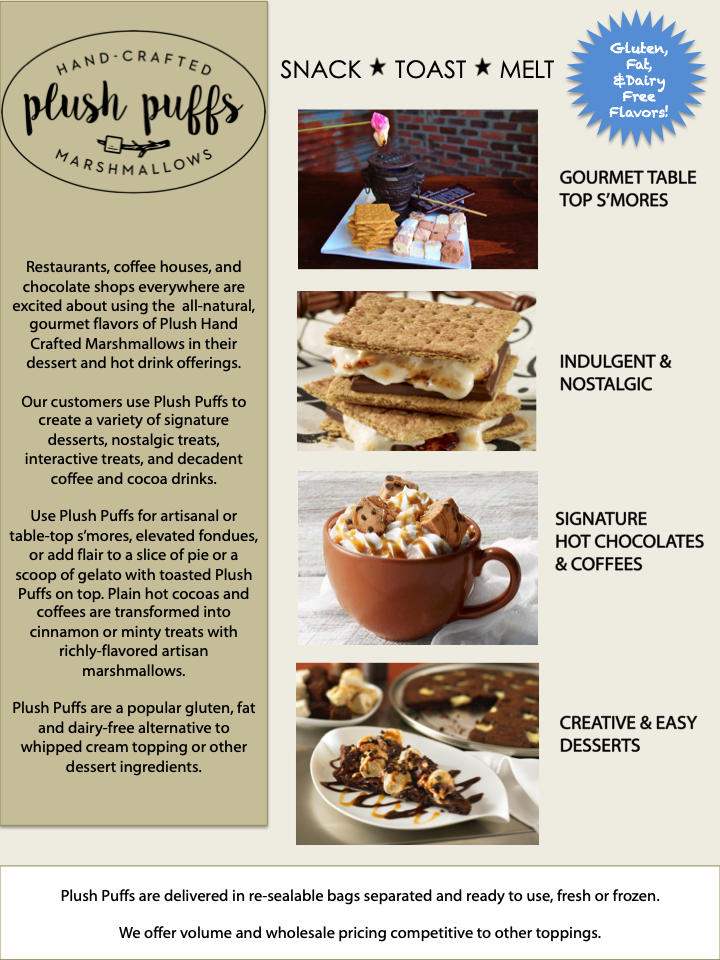 HAND-CRAFTED
plush puffs
MARSHMALLOWS
SNACK ★ TOAST ★ MELT
Gluten,
Fat,
&Dairy
Free
Flavors!
GOURMET TABLE
TOP S’MORES
INDULGENT &
NOSTALGIC
SIGNATURE
HOT CHOCOLATES
& COFFEES
CREATIVE & EASY
DESSERTS
Restaurants, coffee houses, and
chocolate shops everywhere are
excited about using the  all-natural,
gourmet flavors of Plush Hand
Crafted Marshmallows in their
dessert and hot drink offerings.
Our customers use Plush Puffs to
create a variety of signature
desserts, nostalgic treats,
interactive treats, and decadent
coffee and cocoa drinks.
Use Plush Puffs for artisanal or
table-top s’mores, elevated fondues,
or add flair to a slice of pie or a
scoop of gelato with toasted Plush
Puffs on top. Plain hot cocoas and
coffees are transformed into
cinnamon or minty treats with
richly-flavored artisan
marshmallows.
Plush Puffs are a popular gluten, fat
and dairy-free alternative to
whipped cream topping or other
dessert ingredients.
Plush Puffs are delivered in re-sealable bags separated and ready to use, fresh or frozen.
We offer volume and wholesale pricing competitive to other toppings.